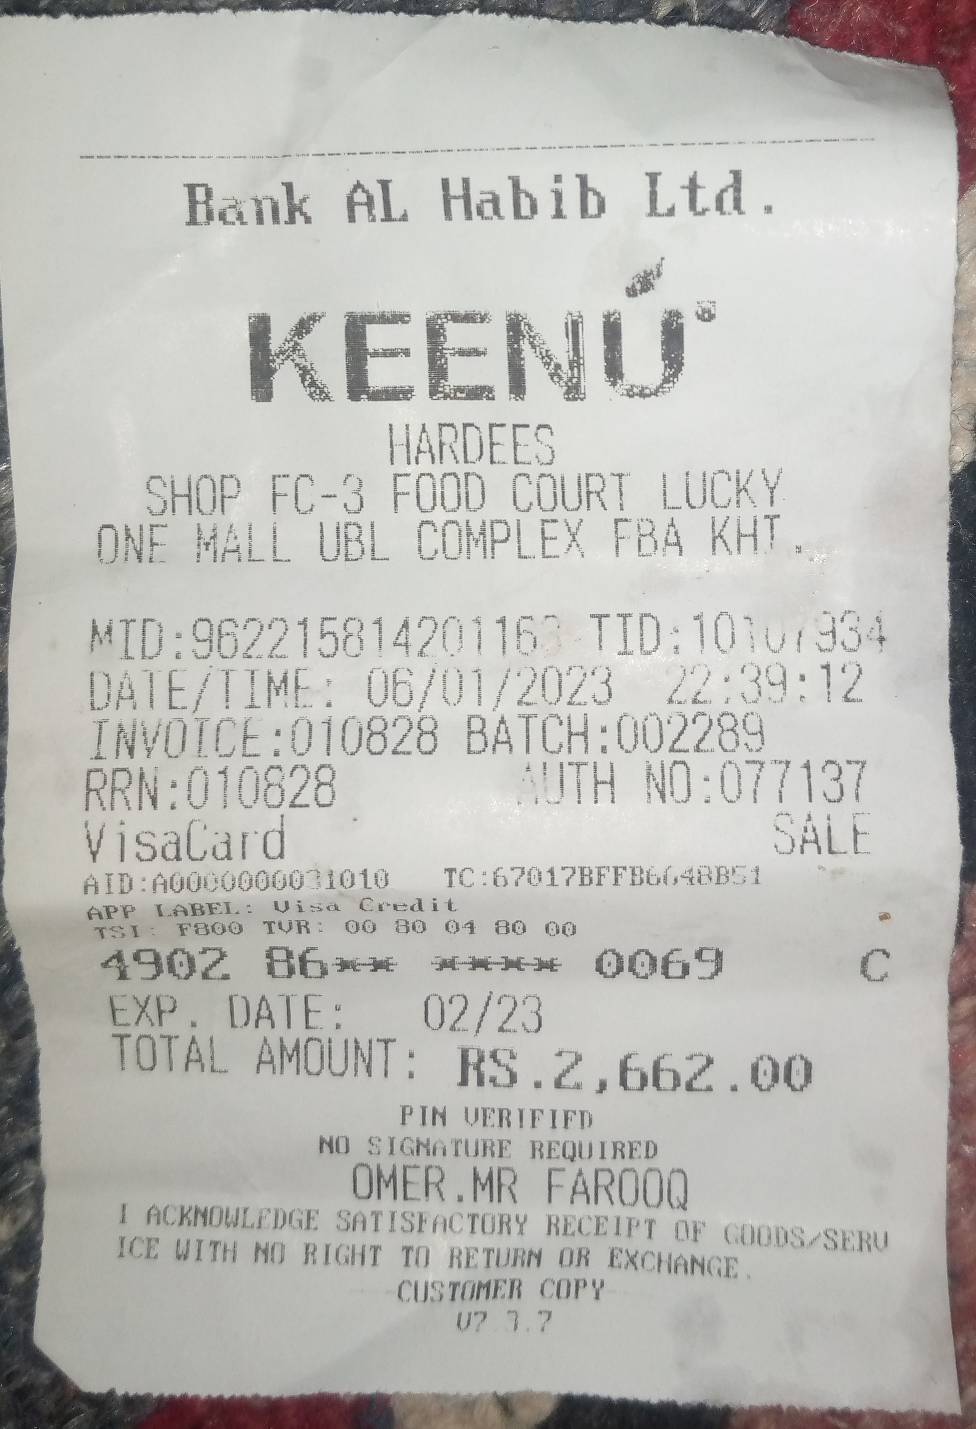 Bank AL Habib Ltd.
KEENÚ®
HARDEES
SHOP FC-3 FOOD COURT LUCKY
ONE MALL UBL COMPLEX FBA KHI.
MID:962215814201163 TID:10107934
DATE/TIME: 06/01/2023 22:39:12
INVOICE:010828 BATCH:002289
RRN:010828 AUTH NO:077137
VisaCard SALE
AID:A0000000031010 TC:67017BFFB6648B51
APP LABEL: Visa Credit
TSI: F800 TVR: 00 80 04 80 00
4902 86** **** 0069 C
EXP. DATE: 02/23
TOTAL AMOUNT: RS.2,662.00
PIN VERIFIED
NO SIGNATURE REQUIRED
OMER.MR FAROOQ
I ACKNOWLEDGE SATISFACTORY RECEIPT OF GOODS/SERV
ICE WITH NO RIGHT TO RETURN OR EXCHANGE.
CUSTOMER COPY
V7.3.7